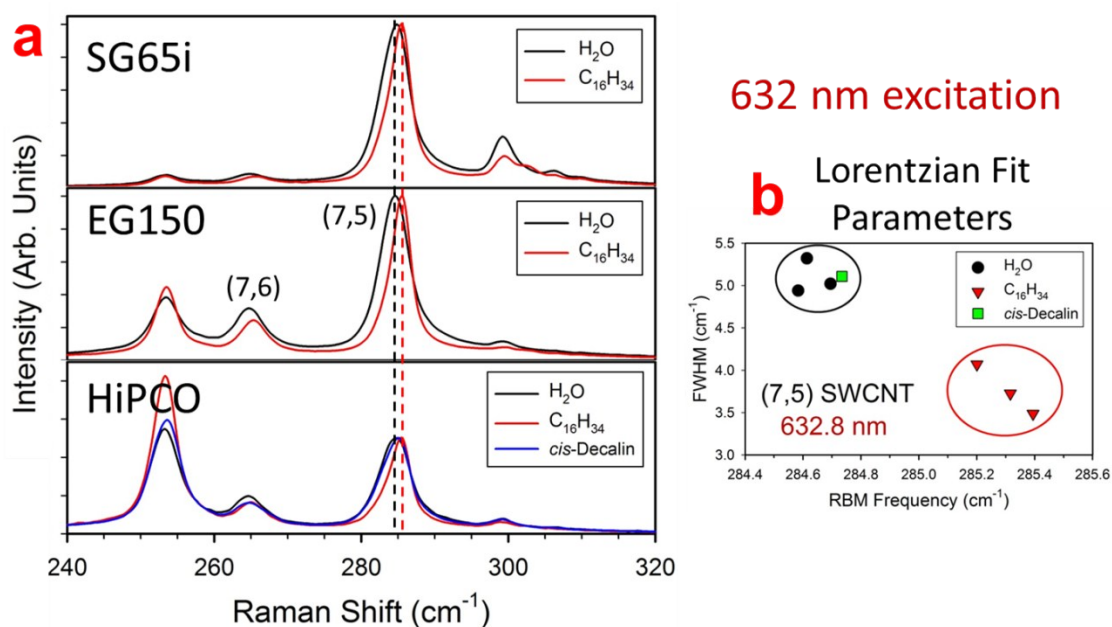 a
SG65i
H₂O
C₁₆H₃₄
EG150
(7,5)
(7,6)
H₂O
C₁₆H₃₄
HiPCO
H₂O
C₁₆H₃₄
cis-Decalin
Intensity (Arb. Units)
240 260 280 300 320
Raman Shift (cm⁻¹)
632 nm excitation
b
Lorentzian Fit
Parameters
5.5
5.0
4.5
4.0
3.5
3.0
FWHM (cm⁻¹)
H₂O
C₁₆H₃₄
cis-Decalin
(7,5) SWCNT
632.8 nm
284.4 284.6 284.8 285.0 285.2 285.4 285.6
RBM Frequency (cm⁻¹)